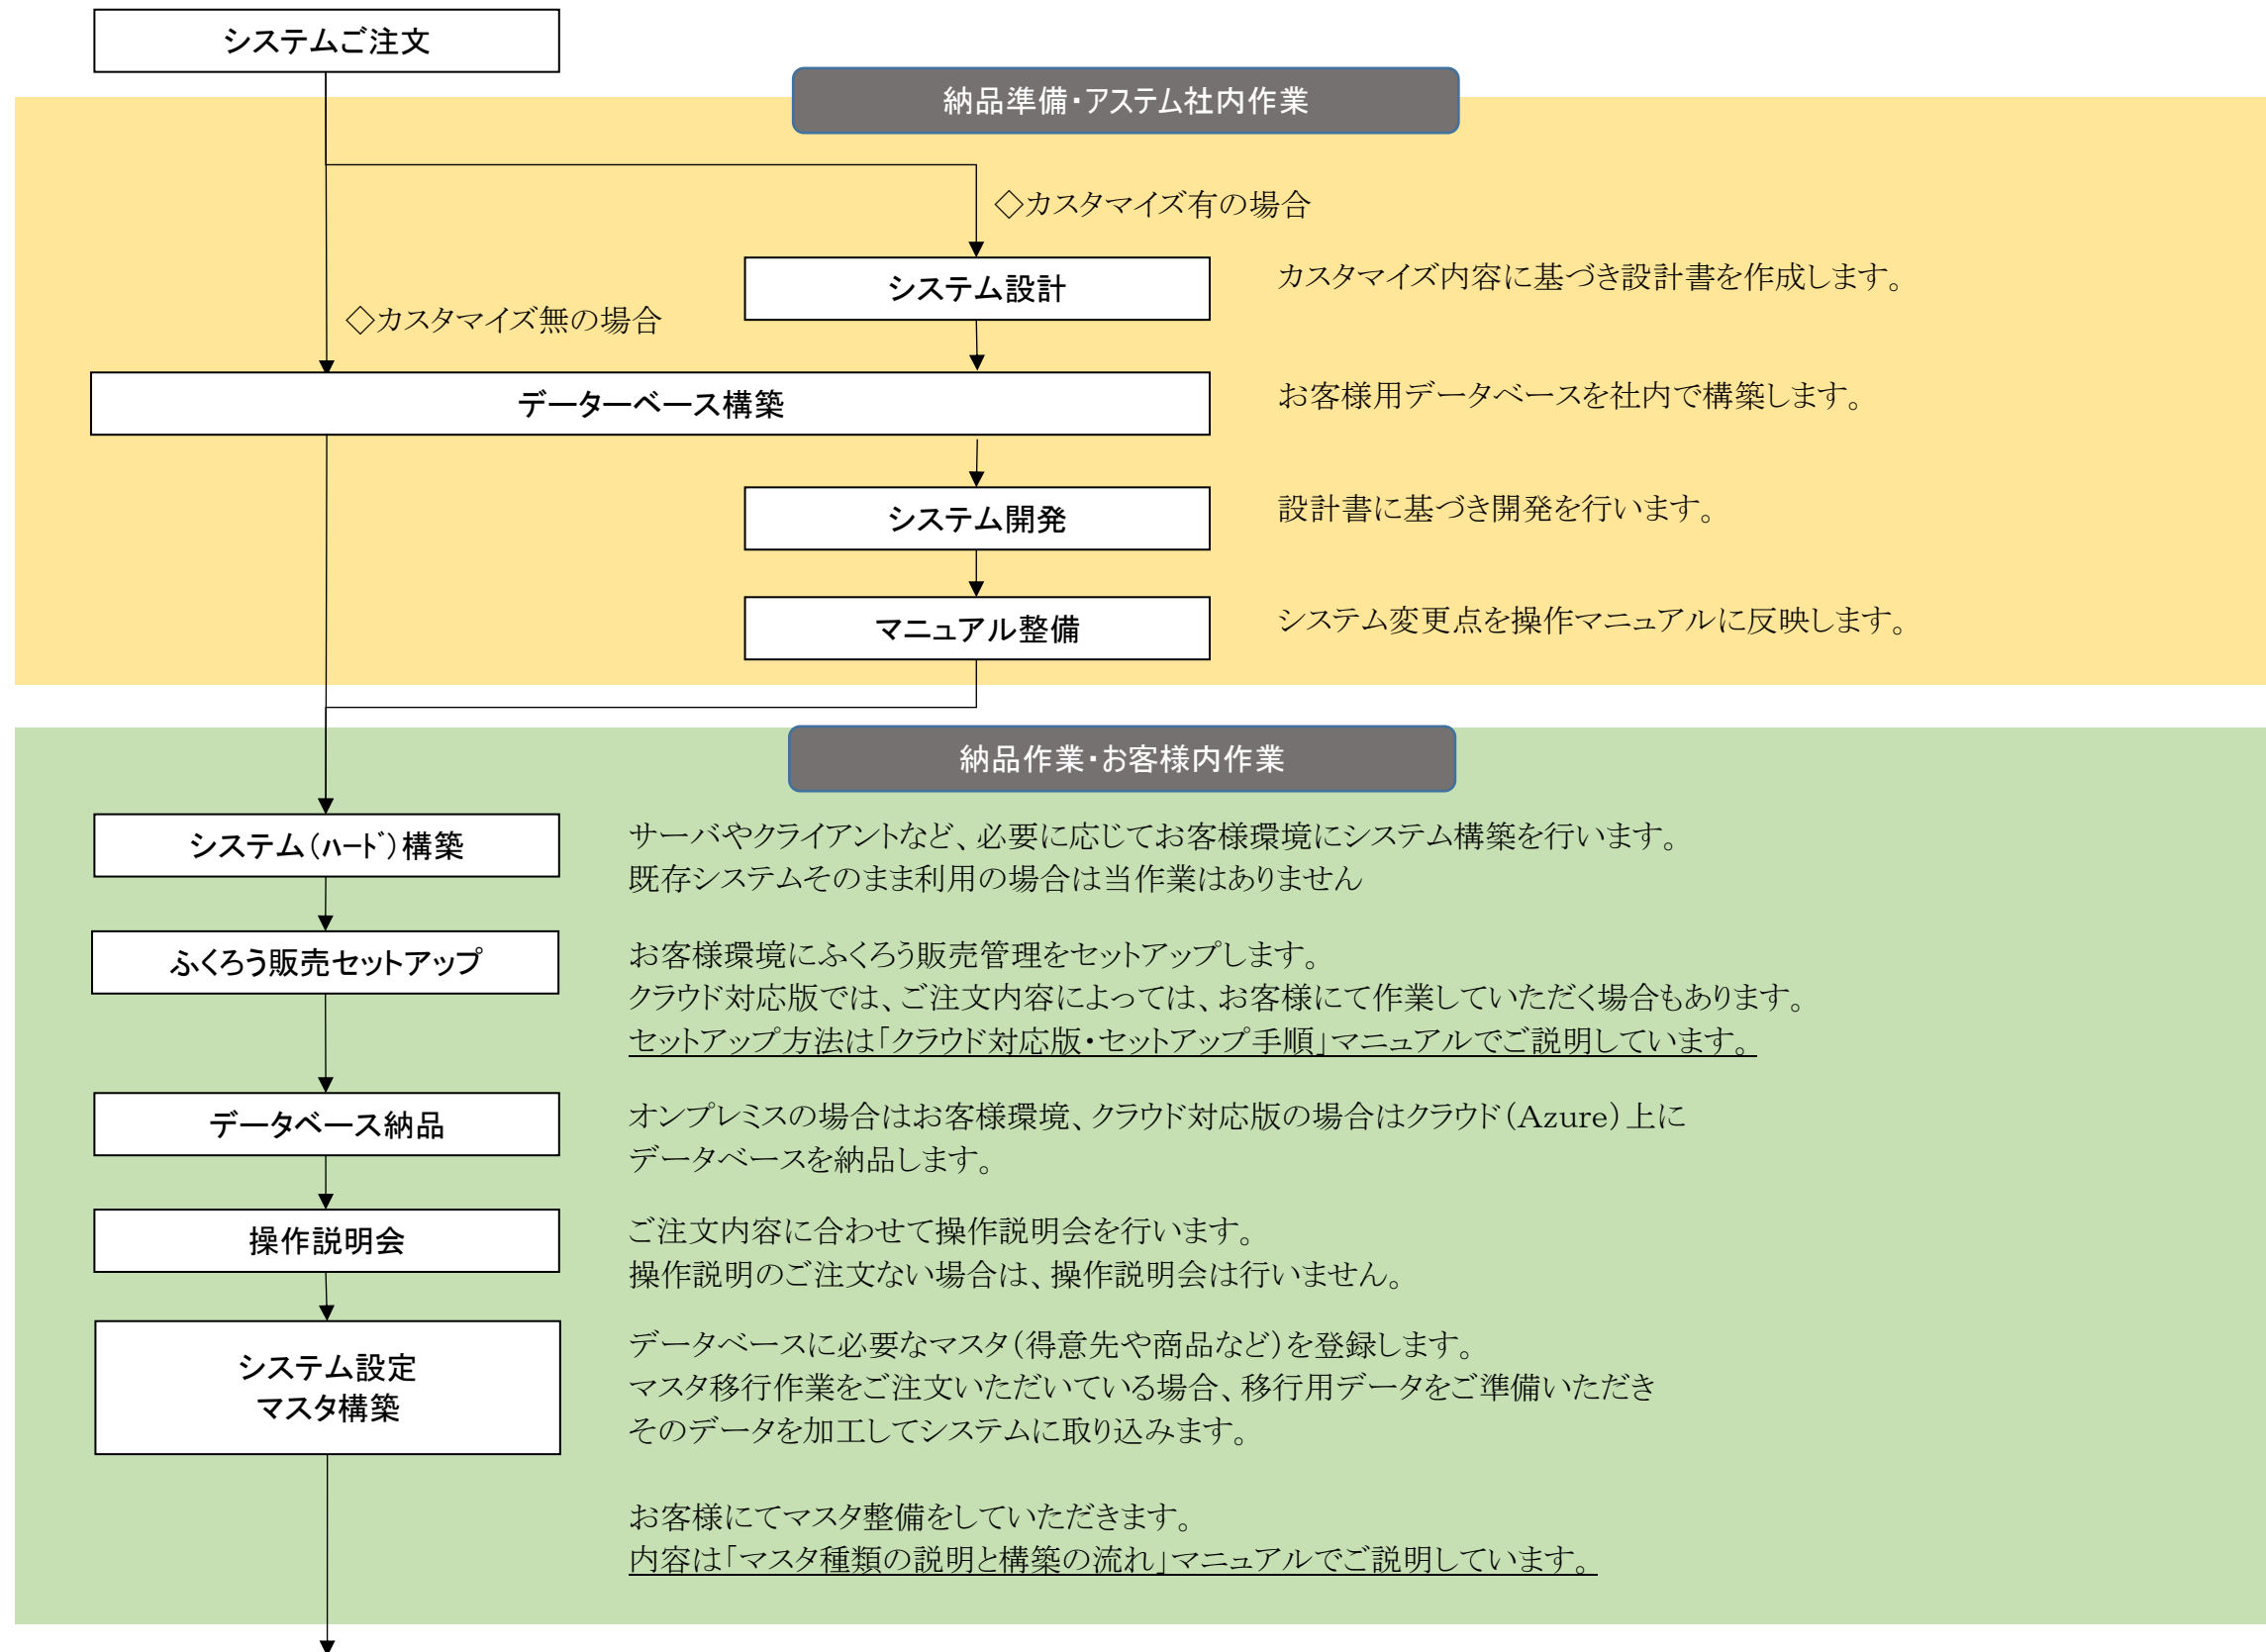 システムご注文
納品準備・アステム社内作業
◇カスタマイズ有の場合
システム設計
カスタマイズ内容に基づき設計書を作成します。
◇カスタマイズ無の場合
データーベース構築
お客様用データベースを社内で構築します。
システム開発
設計書に基づき開発を行います。
マニュアル整備
システム変更点を操作マニュアルに反映します。
納品作業・お客様内作業
システム（ﾊｰﾄﾞ）構築
サーバやクライアントなど、必要に応じてお客様環境にシステム構築を行います。
既存システムそのまま利用の場合は当作業はありません
ふくろう販売セットアップ
お客様環境にふくろう販売管理をセットアップします。
クラウド対応版では、ご注文内容によっては、お客様にて作業していただく場合もあります。
セットアップ方法は「クラウド対応版・セットアップ手順」マニュアルでご説明しています。
データベース納品
オンプレミスの場合はお客様環境、クラウド対応版の場合はクラウド（Azure）上に
データベースを納品します。
操作説明会
ご注文内容に合わせて操作説明会を行います。
操作説明のご注文ない場合は、操作説明会は行いません。
システム設定
マスタ構築
データベースに必要なマスタ（得意先や商品など）を登録します。
マスタ移行作業をご注文いただいている場合、移行用データをご準備いただき
そのデータを加工してシステムに取り込みます。
お客様にてマスタ整備をしていただきます。
内容は「マスタ種類の説明と構築の流れ」マニュアルでご説明しています。